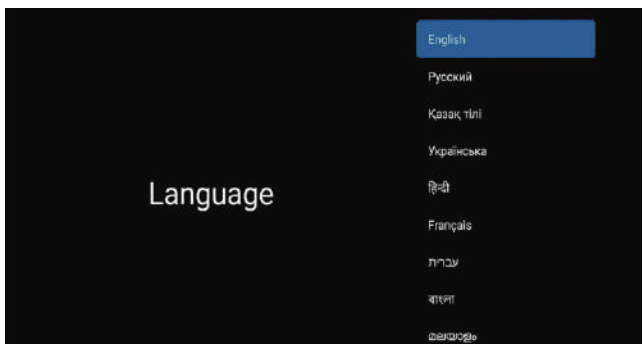 Language
English
Русский
Қазақ тілі
Українська
हिन्दी
Français
עברית
বাংলা
മലയാളം